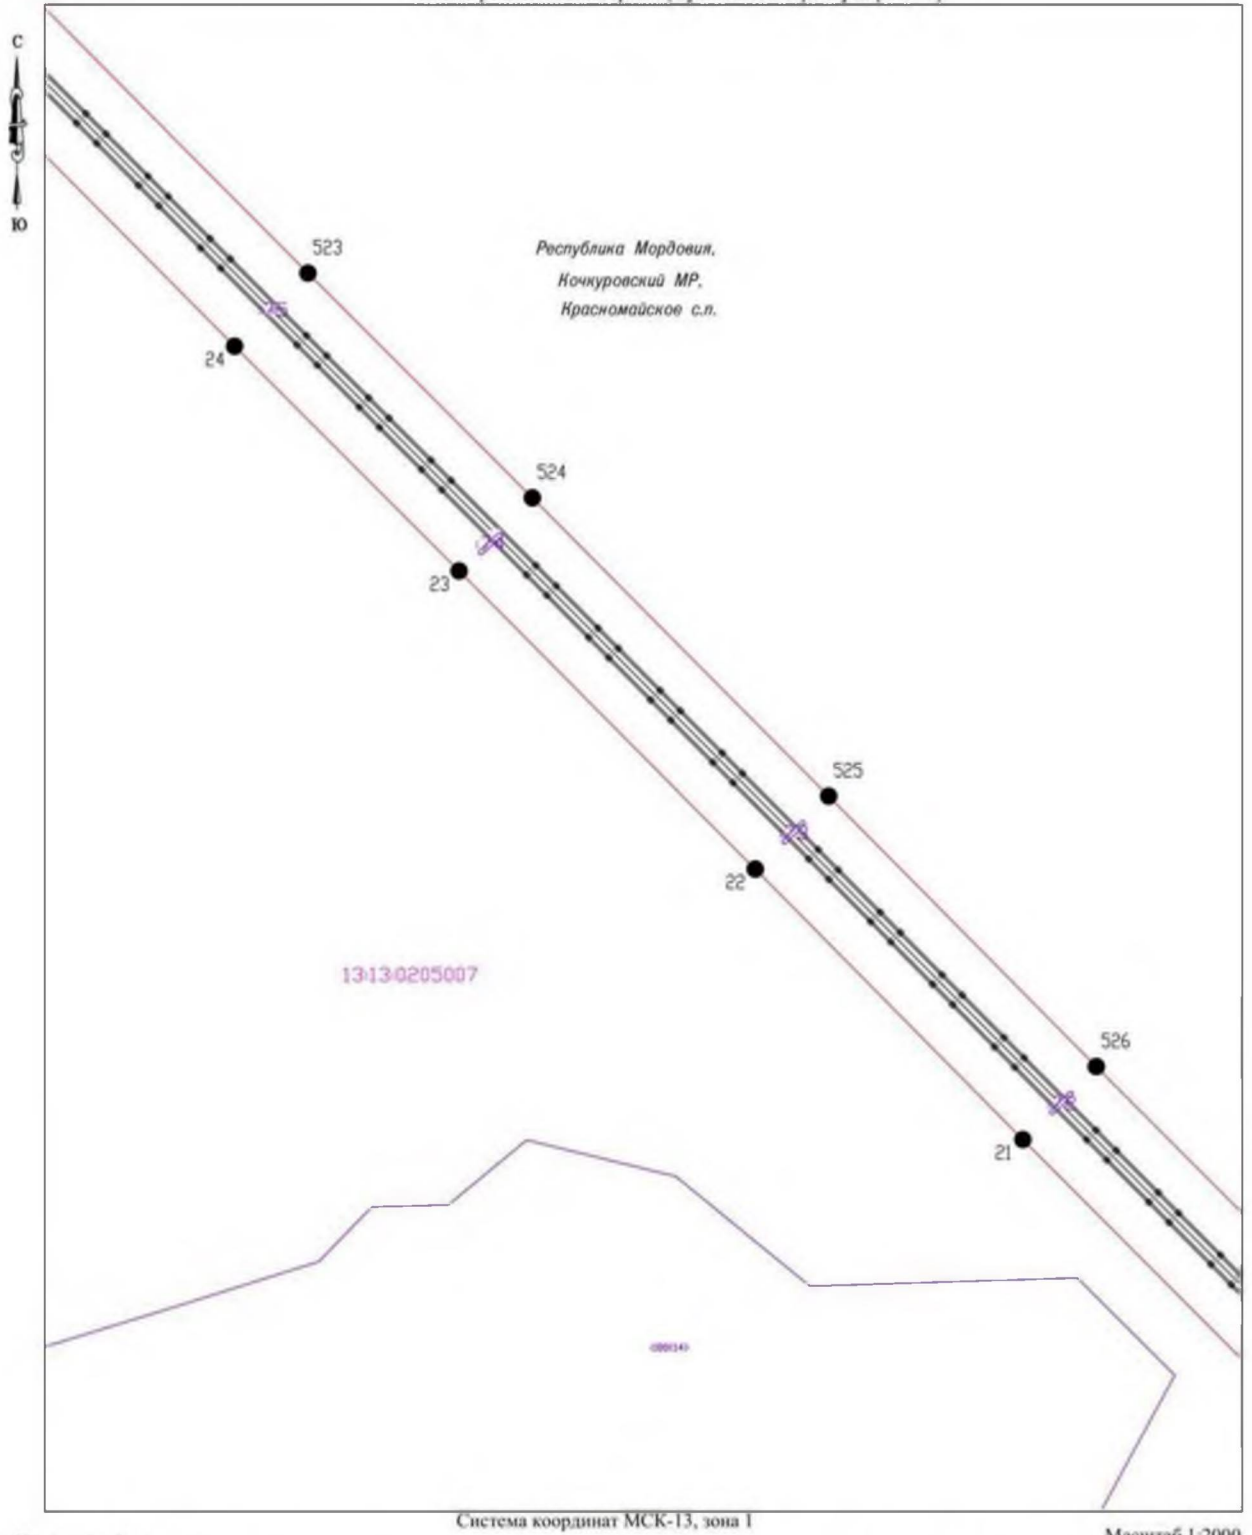 С
Ю
523
Республика Мордовия,
Кочкуровский МР,
Красномайское с.п.
24
524
23
525
22
13:13:0205007
526
21
Система координат МСК-13, зона 1
Масштаб 1:2000